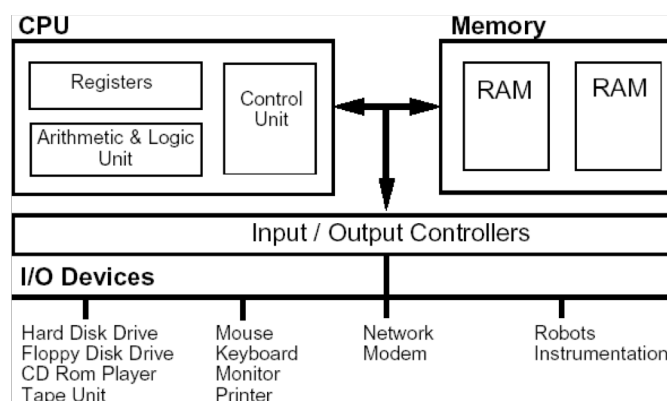 CPU
Memory
Registers
Arithmetic & Logic
Unit
Control
Unit
RAM
RAM
Input / Output Controllers
I/O Devices
Hard Disk Drive
Floppy Disk Drive
CD Rom Player
Tape Unit
Mouse
Keyboard
Monitor
Printer
Network
Modem
Robots
Instrumentation